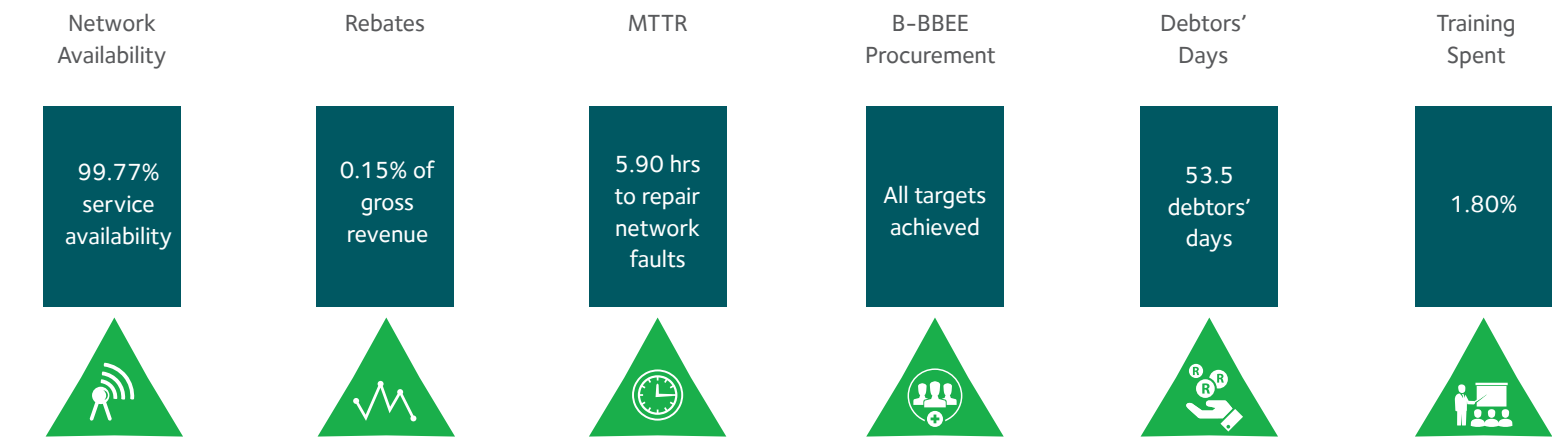 Network
Availability
Rebates
MTTR
B-BBEE
Procurement
Debtors'
Days
Training
Spent
99.77%
service
availability
0.15% of
gross
revenue
5.90 hrs
to repair
network
faults
All targets
achieved
53.5
debtors'
days
1.80%
R
R
R